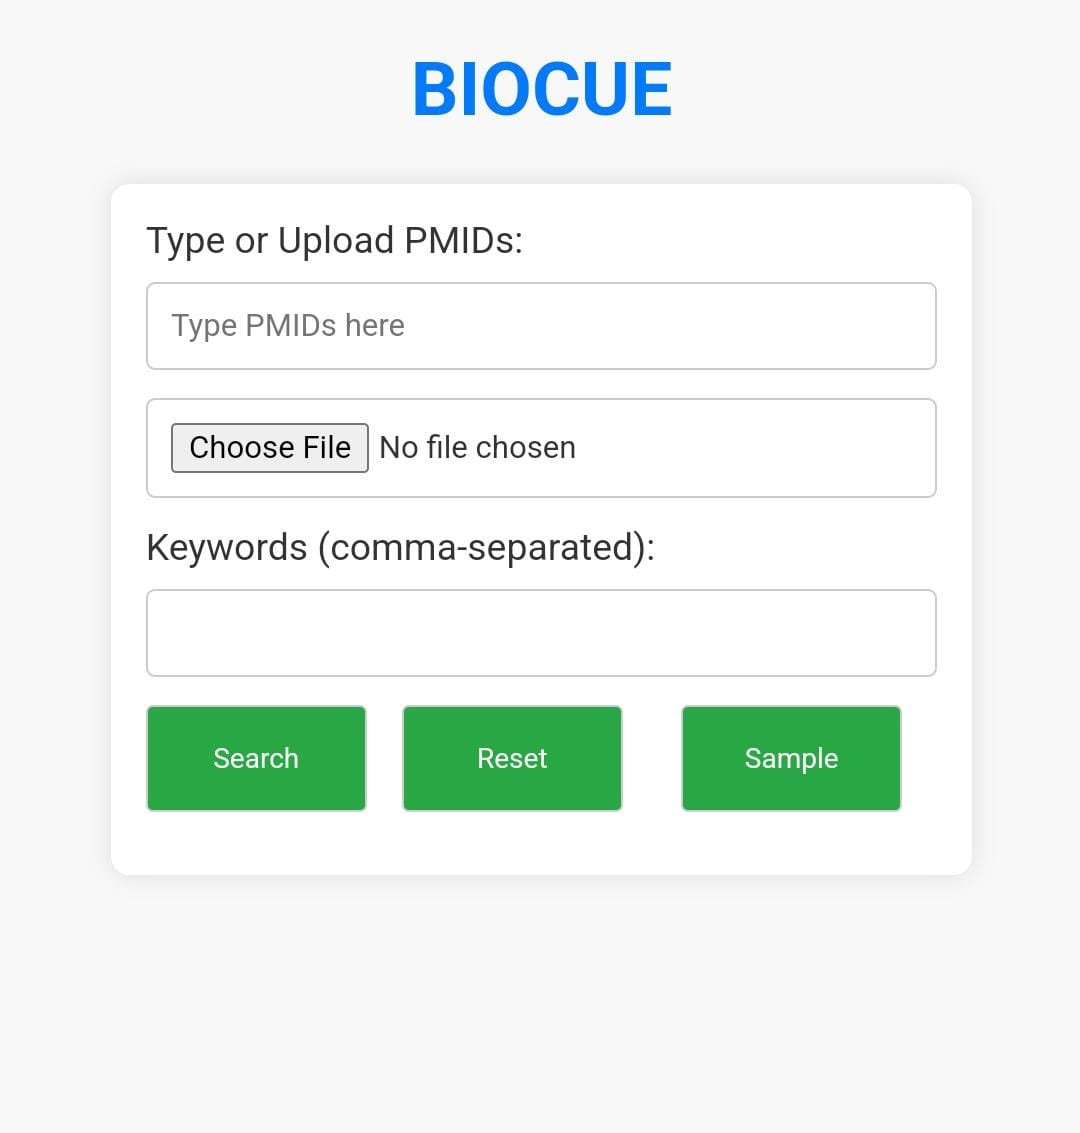 BIOCUE
Type or Upload PMIDs:
Type PMIDs here
Choose File No file chosen
Keywords (comma-separated):
Search Reset Sample